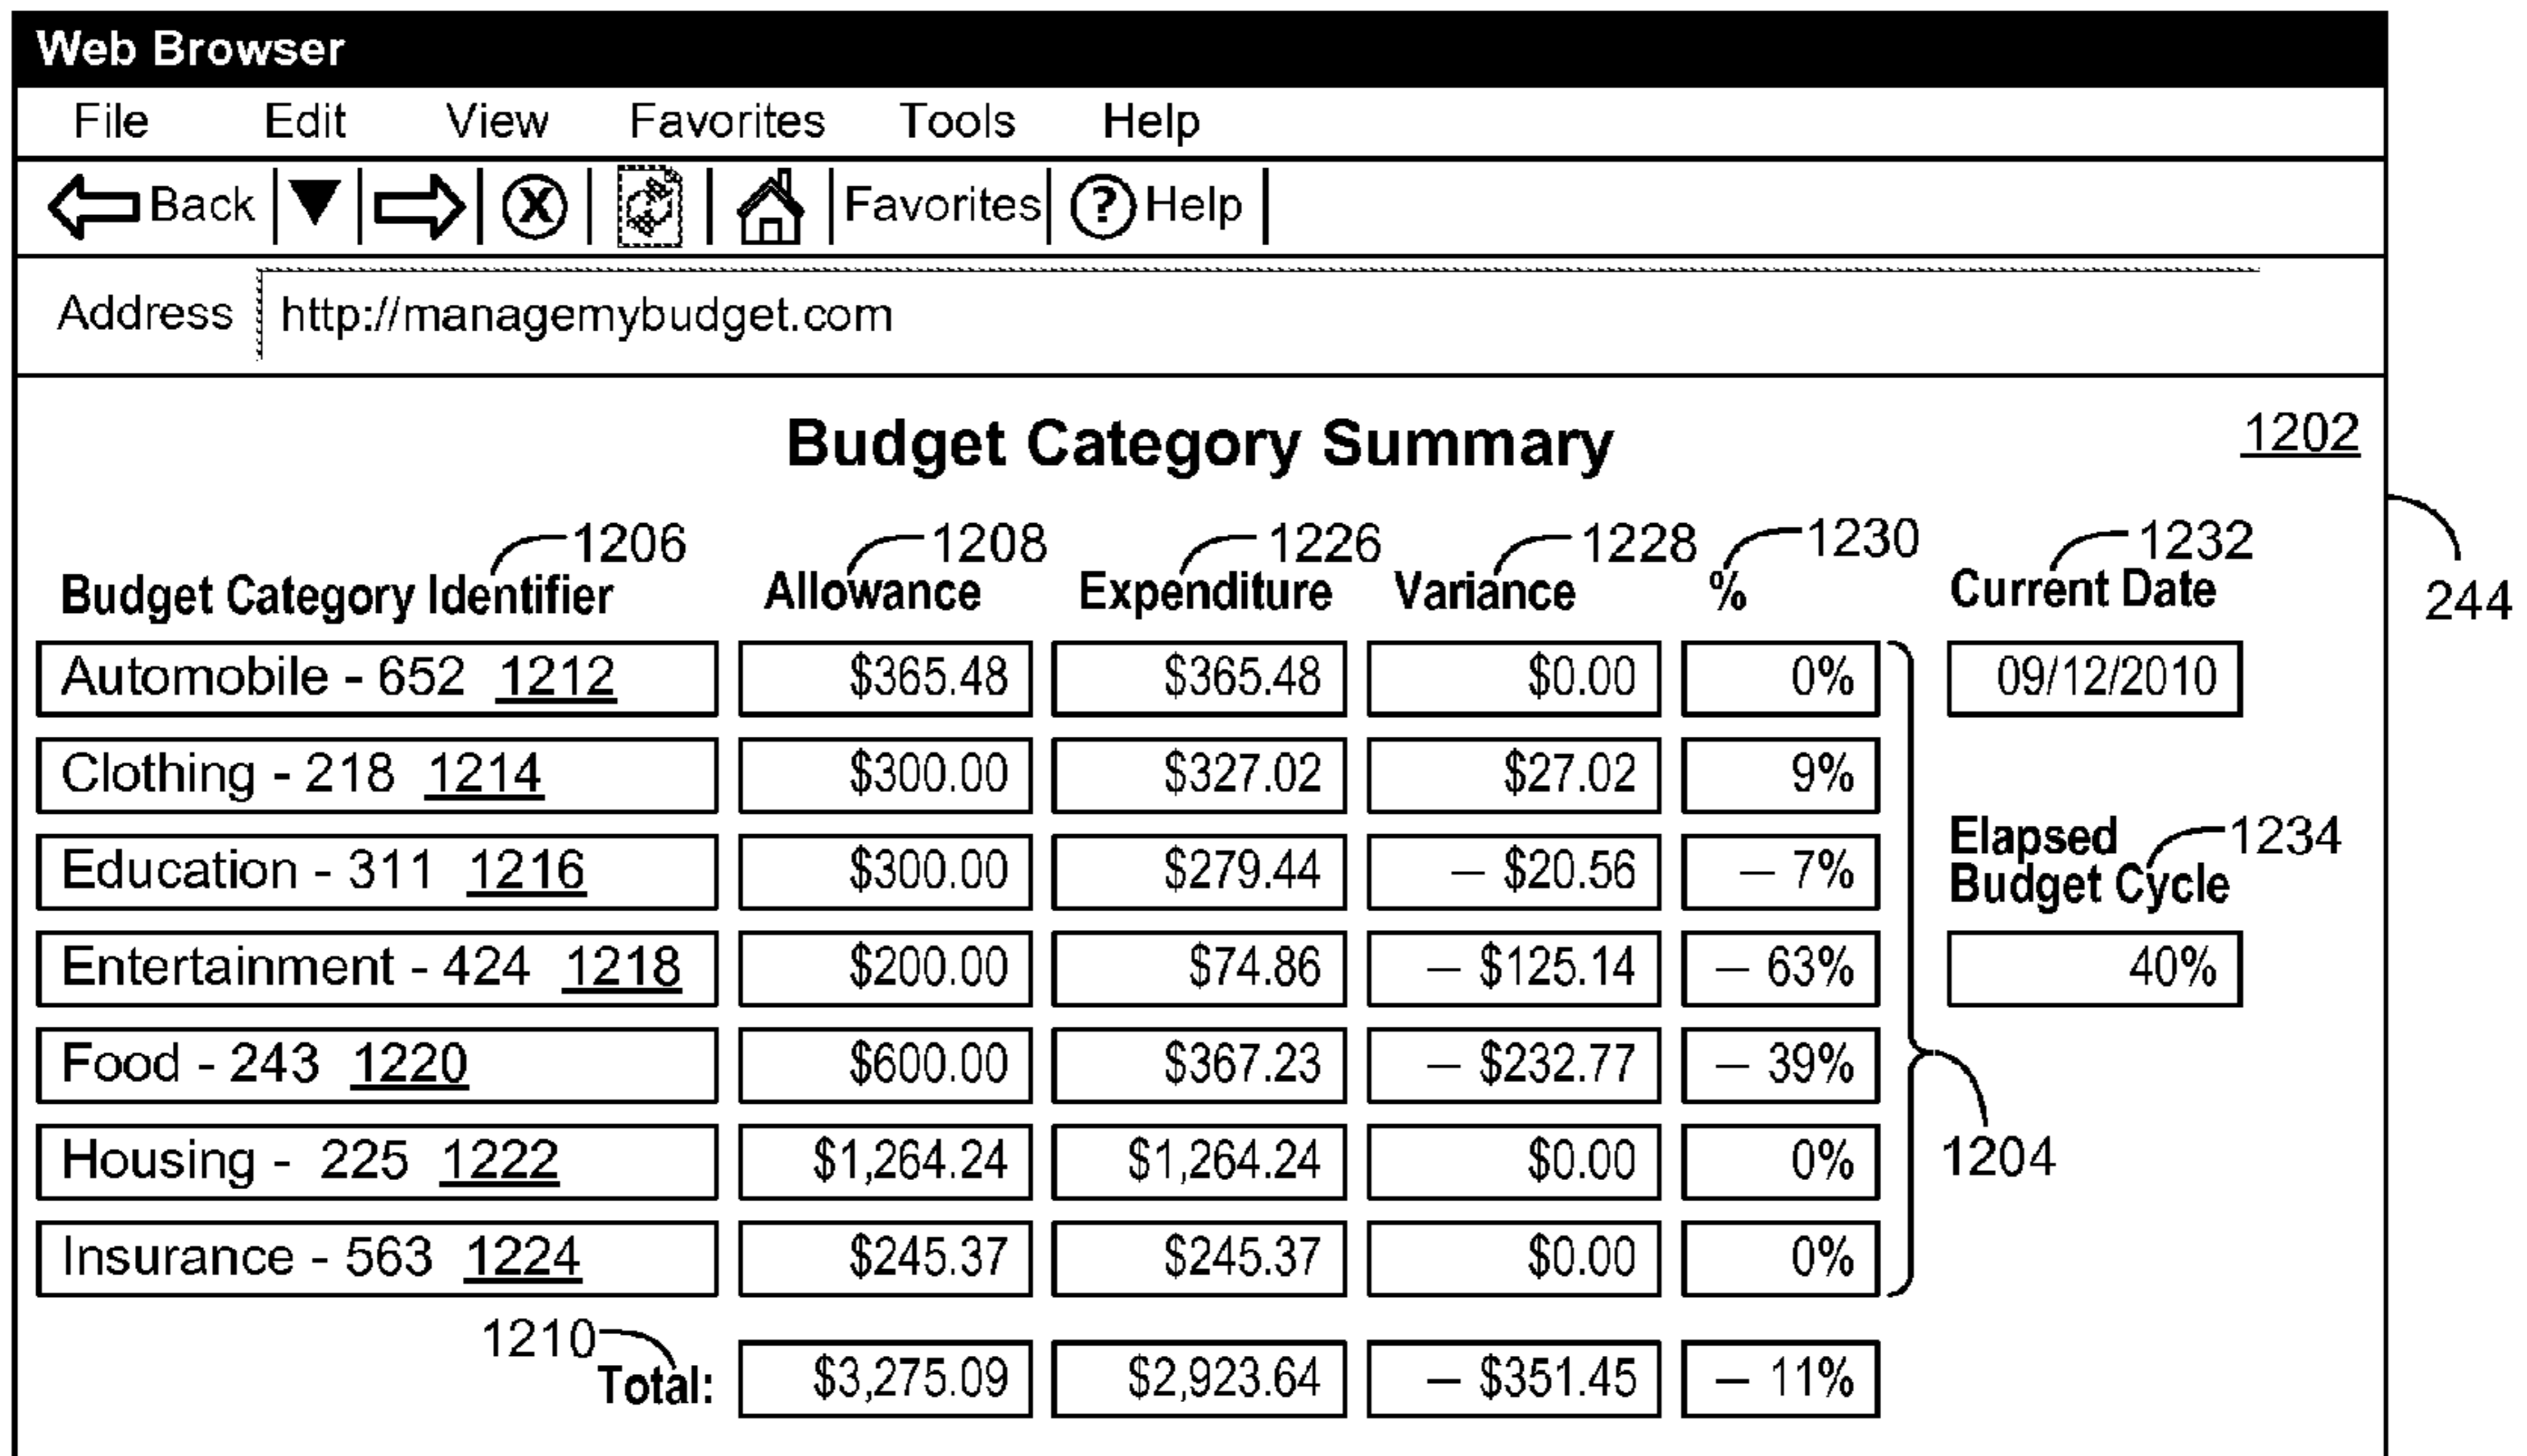 Web Browser
File Edit View Favorites Tools Help
Back Favorites ? Help
Address http://managemybudget.com
Budget Category Summary 1202
1206 1208 1226 1228 1230 1232
Budget Category Identifier Allowance Expenditure Variance % Current Date 244
Automobile - 652 1212 $365.48 $365.48 $0.00 0% 09/12/2010
Clothing - 218 1214 $300.00 $327.02 $27.02 9%
Elapsed 1234
Education - 311 1216 $300.00 $279.44 – $20.56 – 7% Budget Cycle
Entertainment - 424 1218 $200.00 $74.86 – $125.14 – 63% 40%
Food - 243 1220 $600.00 $367.23 – $232.77 – 39%
Housing - 225 1222 $1,264.24 $1,264.24 $0.00 0% 1204
Insurance - 563 1224 $245.37 $245.37 $0.00 0%
1210
Total: $3,275.09 $2,923.64 – $351.45 – 11%